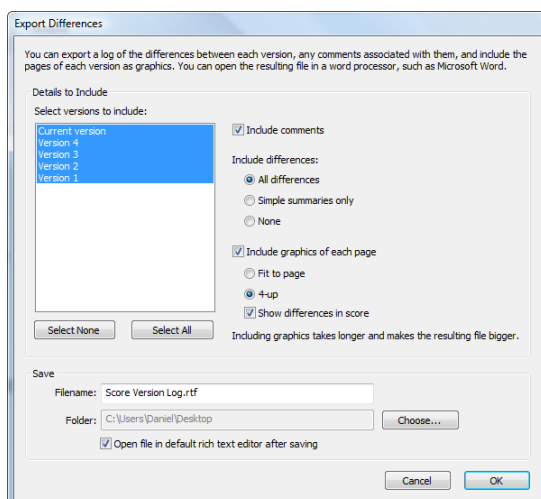 Export Differences
You can export a log of the differences between each version, any comments associated with them, and include the
pages of each version as graphics. You can open the resulting file in a word processor, such as Microsoft Word.
Details to Include
Select versions to include:
Current version
Version 4
Version 3
Version 2
Version 1
Select None
Select All
Include comments
Include differences:
All differences
Simple summaries only
None
Include graphics of each page
Fit to page
4-up
Show differences in score
Including graphics takes longer and makes the resulting file bigger.
Save
Filename: Score Version Log.rtf
Folder: C:\Users\Daniel\Desktop
Choose...
Open file in default rich text editor after saving
Cancel
OK